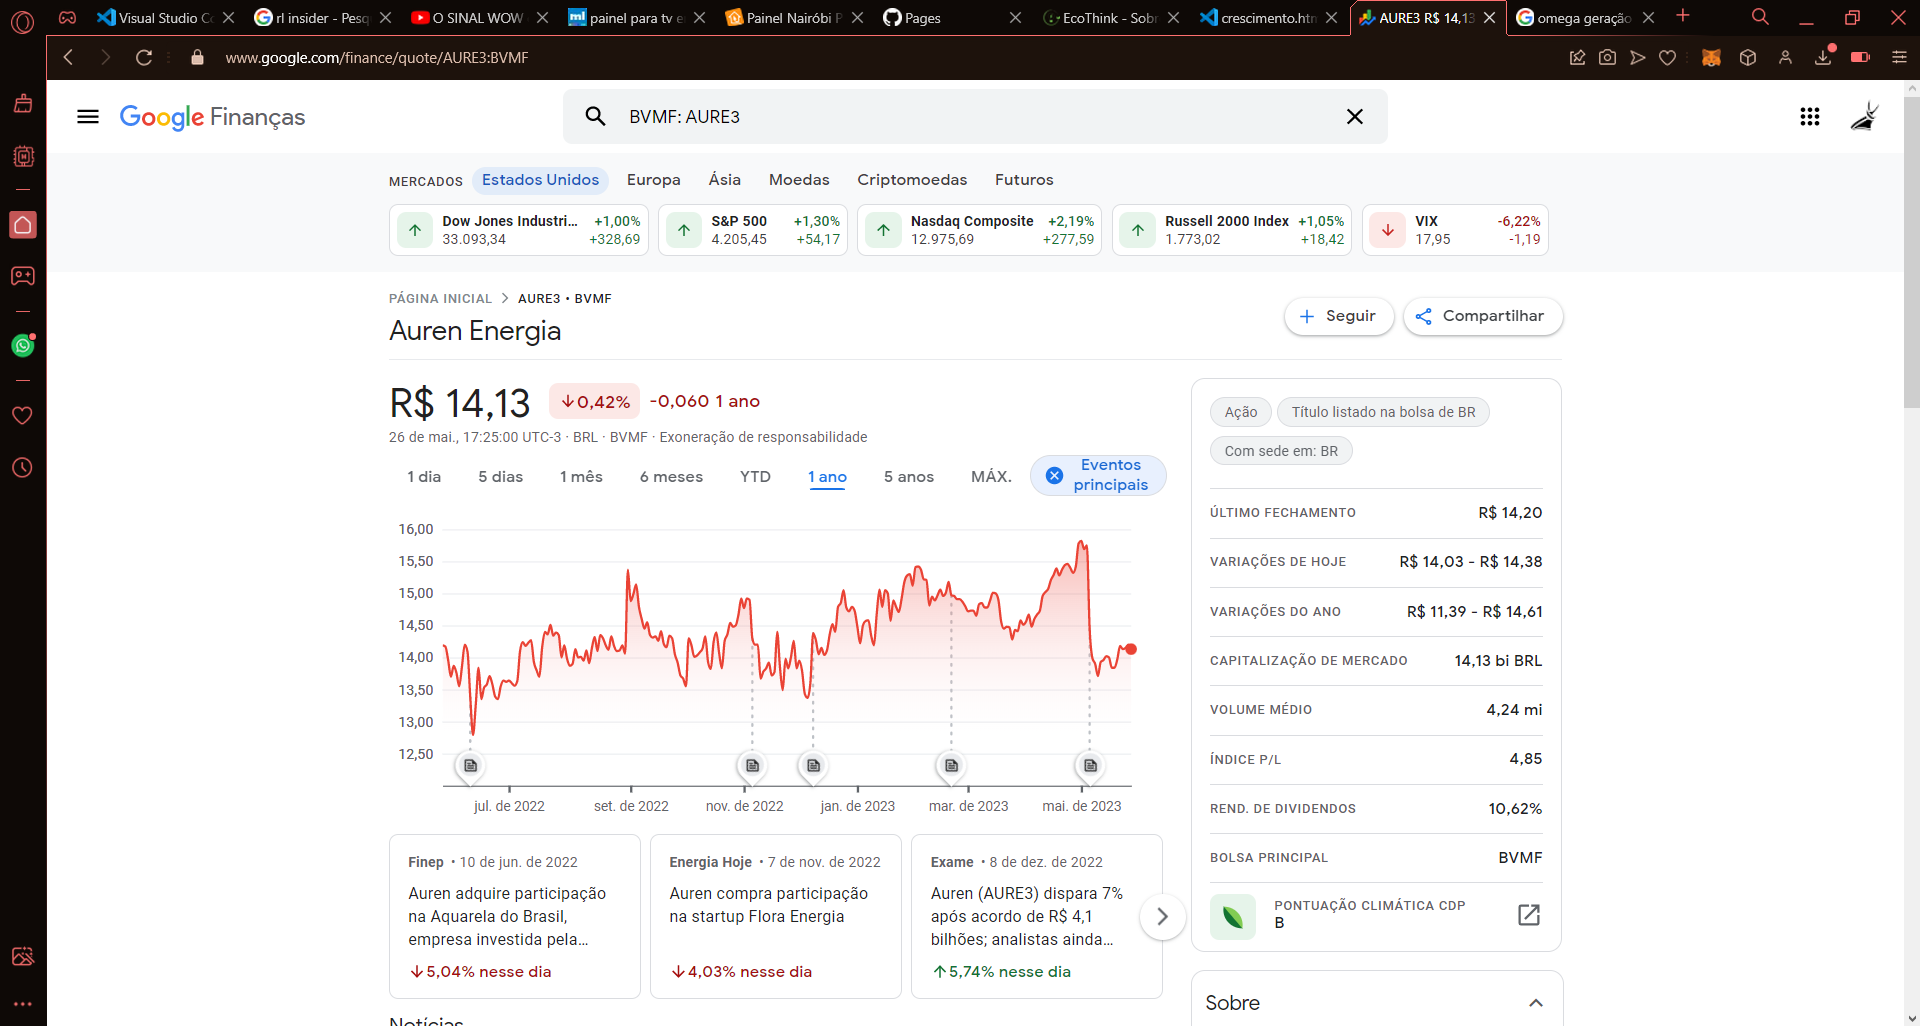 Visual Studio Co
rl insider - Pesq
O SINAL WOW
painel para tv e
Painel Nairóbi P
Pages
EcoThink - Sobr
crescimento.htm
AURE3 R$ 14,13
omega geração
www.google.com/finance/quote/AURE3:BVMF
Google Finanças
BVMF: AURE3
MERCADOS
Estados Unidos
Europa
Ásia
Moedas
Criptomoedas
Futuros
Dow Jones Industri... +1,00%
33.093,34 +328,69
S&P 500 +1,30%
4.205,45 +54,17
Nasdaq Composite +2,19%
12.975,69 +277,59
Russell 2000 Index +1,05%
1.773,02 +18,42
VIX -6,22%
17,95 -1,19
PÁGINA INICIAL > AURE3 • BVMF
Auren Energia
Seguir
Compartilhar
R$ 14,13 ↓0,42% -0,060 1 ano
26 de mai., 17:25:00 UTC-3 · BRL · BVMF · Exoneração de responsabilidade
1 dia
5 dias
1 mês
6 meses
YTD
1 ano
5 anos
MÁX.
Eventos
principais
16,00
15,50
15,00
14,50
14,00
13,50
13,00
12,50
jul. de 2022
set. de 2022
nov. de 2022
jan. de 2023
mar. de 2023
mai. de 2023
Finep • 10 de jun. de 2022
Auren adquire participação
na Aquarela do Brasil,
empresa investida pela...
↓5,04% nesse dia
Energia Hoje • 7 de nov. de 2022
Auren compra participação
na startup Flora Energia
↓4,03% nesse dia
Exame • 8 de dez. de 2022
Auren (AURE3) dispara 7%
após acordo de R$ 4,1
bilhões; analistas ainda...
↑5,74% nesse dia
Notícias
Ação
Título listado na bolsa de BR
Com sede em: BR
ÚLTIMO FECHAMENTO R$ 14,20
VARIAÇÕES DE HOJE R$ 14,03 - R$ 14,38
VARIAÇÕES DO ANO R$ 11,39 - R$ 14,61
CAPITALIZAÇÃO DE MERCADO 14,13 bi BRL
VOLUME MÉDIO 4,24 mi
ÍNDICE P/L 4,85
REND. DE DIVIDENDOS 10,62%
BOLSA PRINCIPAL BVMF
PONTUAÇÃO CLIMÁTICA CDP
B
Sobre